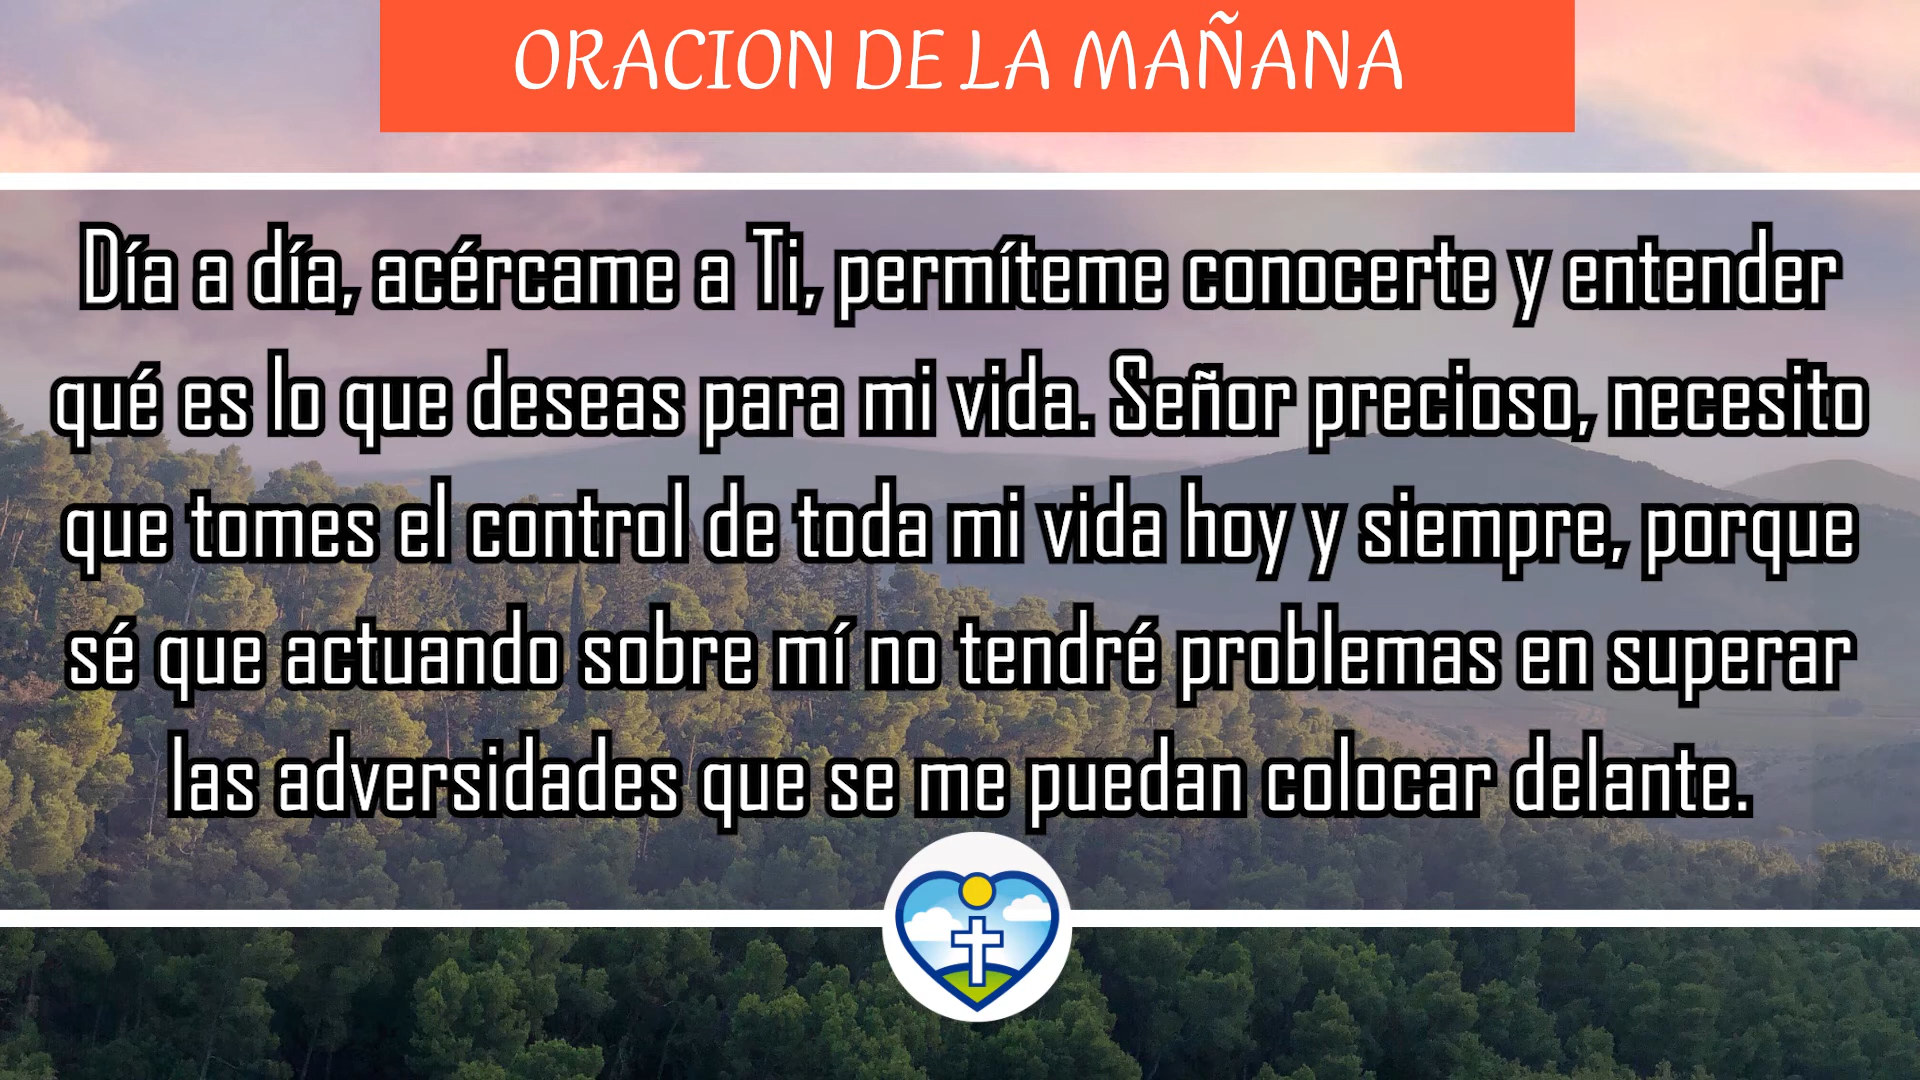 ORACION DE LA MAÑANA
Día a día, acércame a Ti, permíteme conocerte y entender
qué es lo que deseas para mi vida. Señor precioso, necesito
que tomes el control de toda mi vida hoy y siempre, porque
sé que actuando sobre mí no tendré problemas en superar
las adversidades que se me puedan colocar delante.